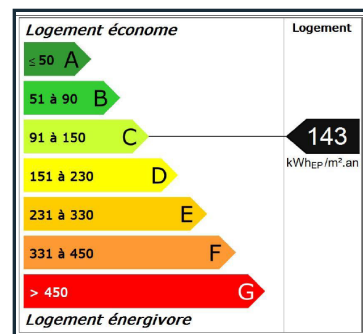 Logement économe
Logement
≤ 50 A
51 à 90 B
91 à 150 C
143
kWhEP/m².an
151 à 230 D
231 à 330 E
331 à 450 F
> 450 G
Logement énergivore